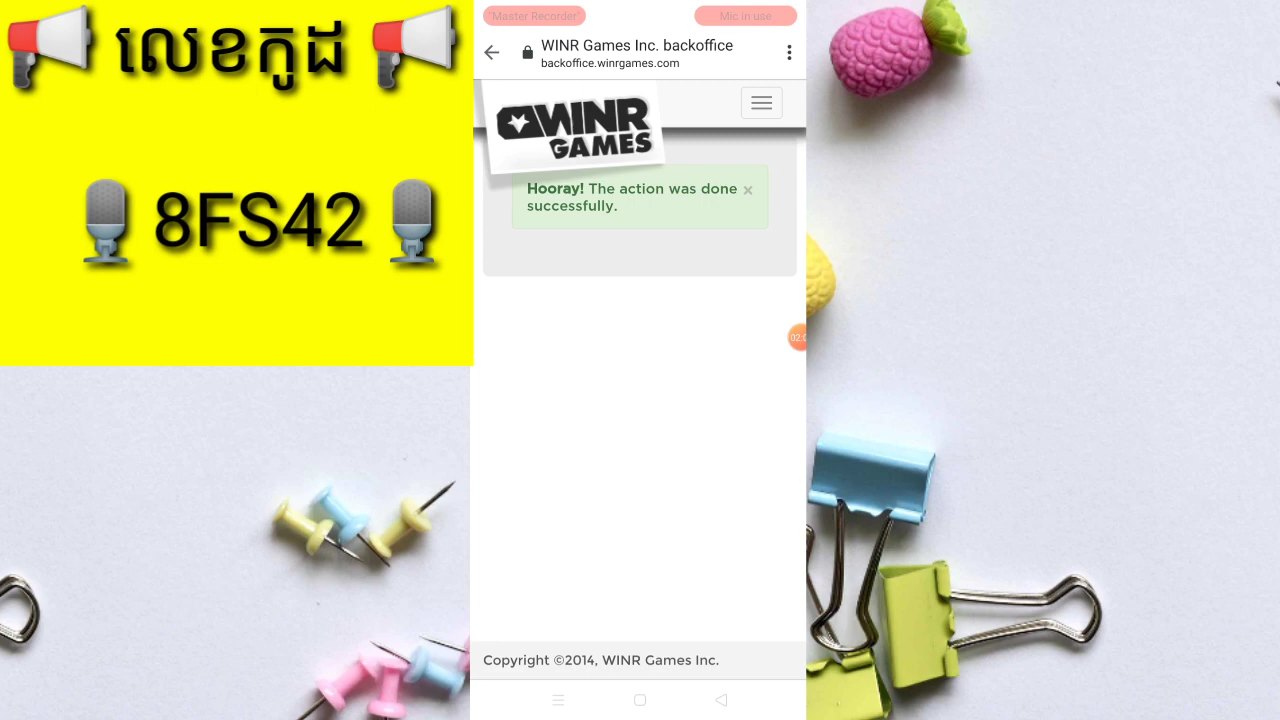 លេខកូដ
8FS42
"Master Recorder"
Mic in use
WINR Games Inc. backoffice
backoffice.winrgames.com
WINR
GAMES
Hooray! The action was done ×
successfully.
Copyright ©2014, WINR Games Inc.